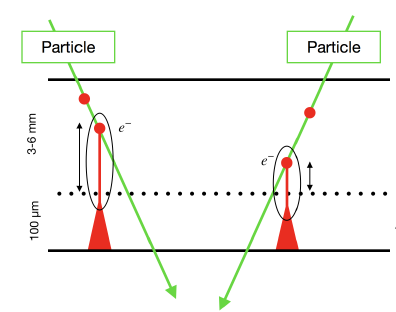 Particle
Particle
3-6 mm
e⁻
e⁻
100 μm